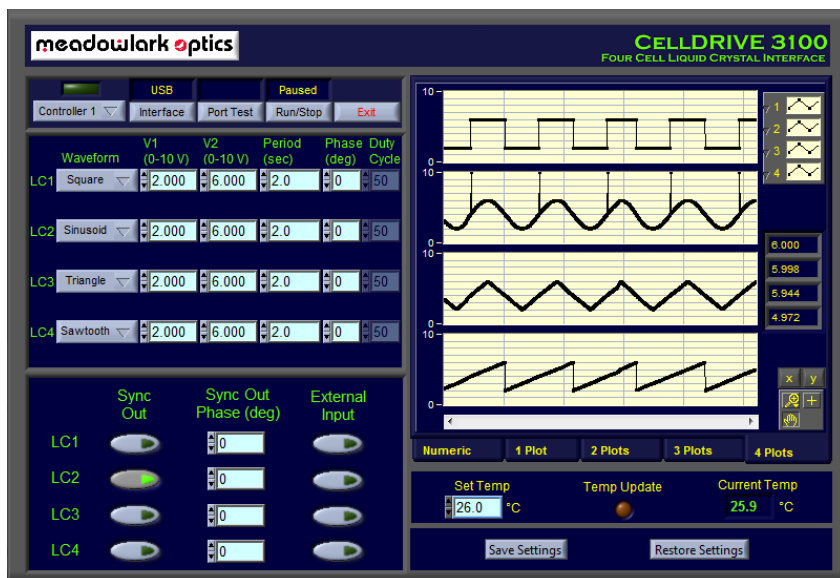 meadowlark optics
CELLDRIVE 3100
FOUR CELL LIQUID CRYSTAL INTERFACE
USB Paused
Controller 1 Interface Port Test Run/Stop Exit
V1 V2 Period Phase Duty
Waveform (0-10 V) (0-10 V) (sec) (deg) Cycle
LC1 Square 2.000 6.000 2.0 0 50
LC2 Sinusoid 2.000 6.000 2.0 0 50
LC3 Triangle 2.000 6.000 2.0 0 50
LC4 Sawtooth 2.000 6.000 2.0 0 50
Sync Sync Out External
Out Phase (deg) Input
LC1 0
LC2 0
LC3 0
LC4 0
10
0
10
0
10
0
10
0
1
2
3
4
6.000
5.998
5.944
4.972
x y
Numeric 1 Plot 2 Plots 3 Plots 4 Plots
Set Temp Temp Update Current Temp
26.0 °C 25.9 °C
Save Settings Restore Settings